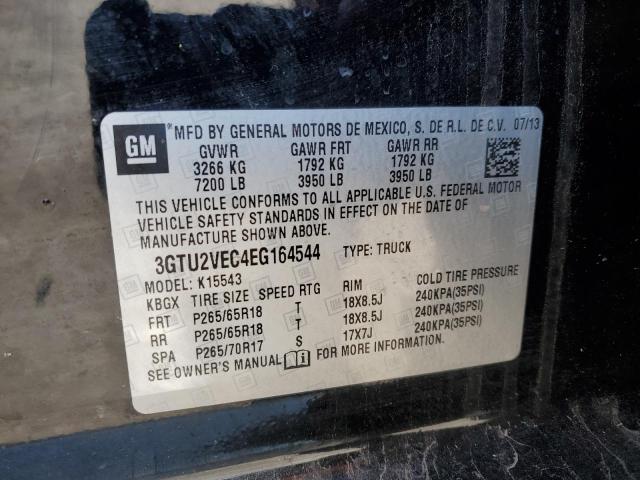 GM
MFD BY GENERAL MOTORS DE MEXICO, S. DE R.L. DE C.V. 07/13
GVWR GAWR FRT GAWR RR
3266 KG 1792 KG 1792 KG
7200 LB 3950 LB 3950 LB
THIS VEHICLE CONFORMS TO ALL APPLICABLE U.S. FEDERAL MOTOR
VEHICLE SAFETY STANDARDS IN EFFECT ON THE DATE OF
MANUFACTURE SHOWN ABOVE.
3GTU2VEC4EG164544 TYPE: TRUCK
MODEL: K15543
KBGX TIRE SIZE SPEED RTG RIM COLD TIRE PRESSURE
FRT P265/65R18 T 18X8.5J 240KPA(35PSI)
RR P265/65R18 T 18X8.5J 240KPA(35PSI)
SPA P265/70R17 S 17X7J 240KPA(35PSI)
SEE OWNER'S MANUAL FOR MORE INFORMATION.